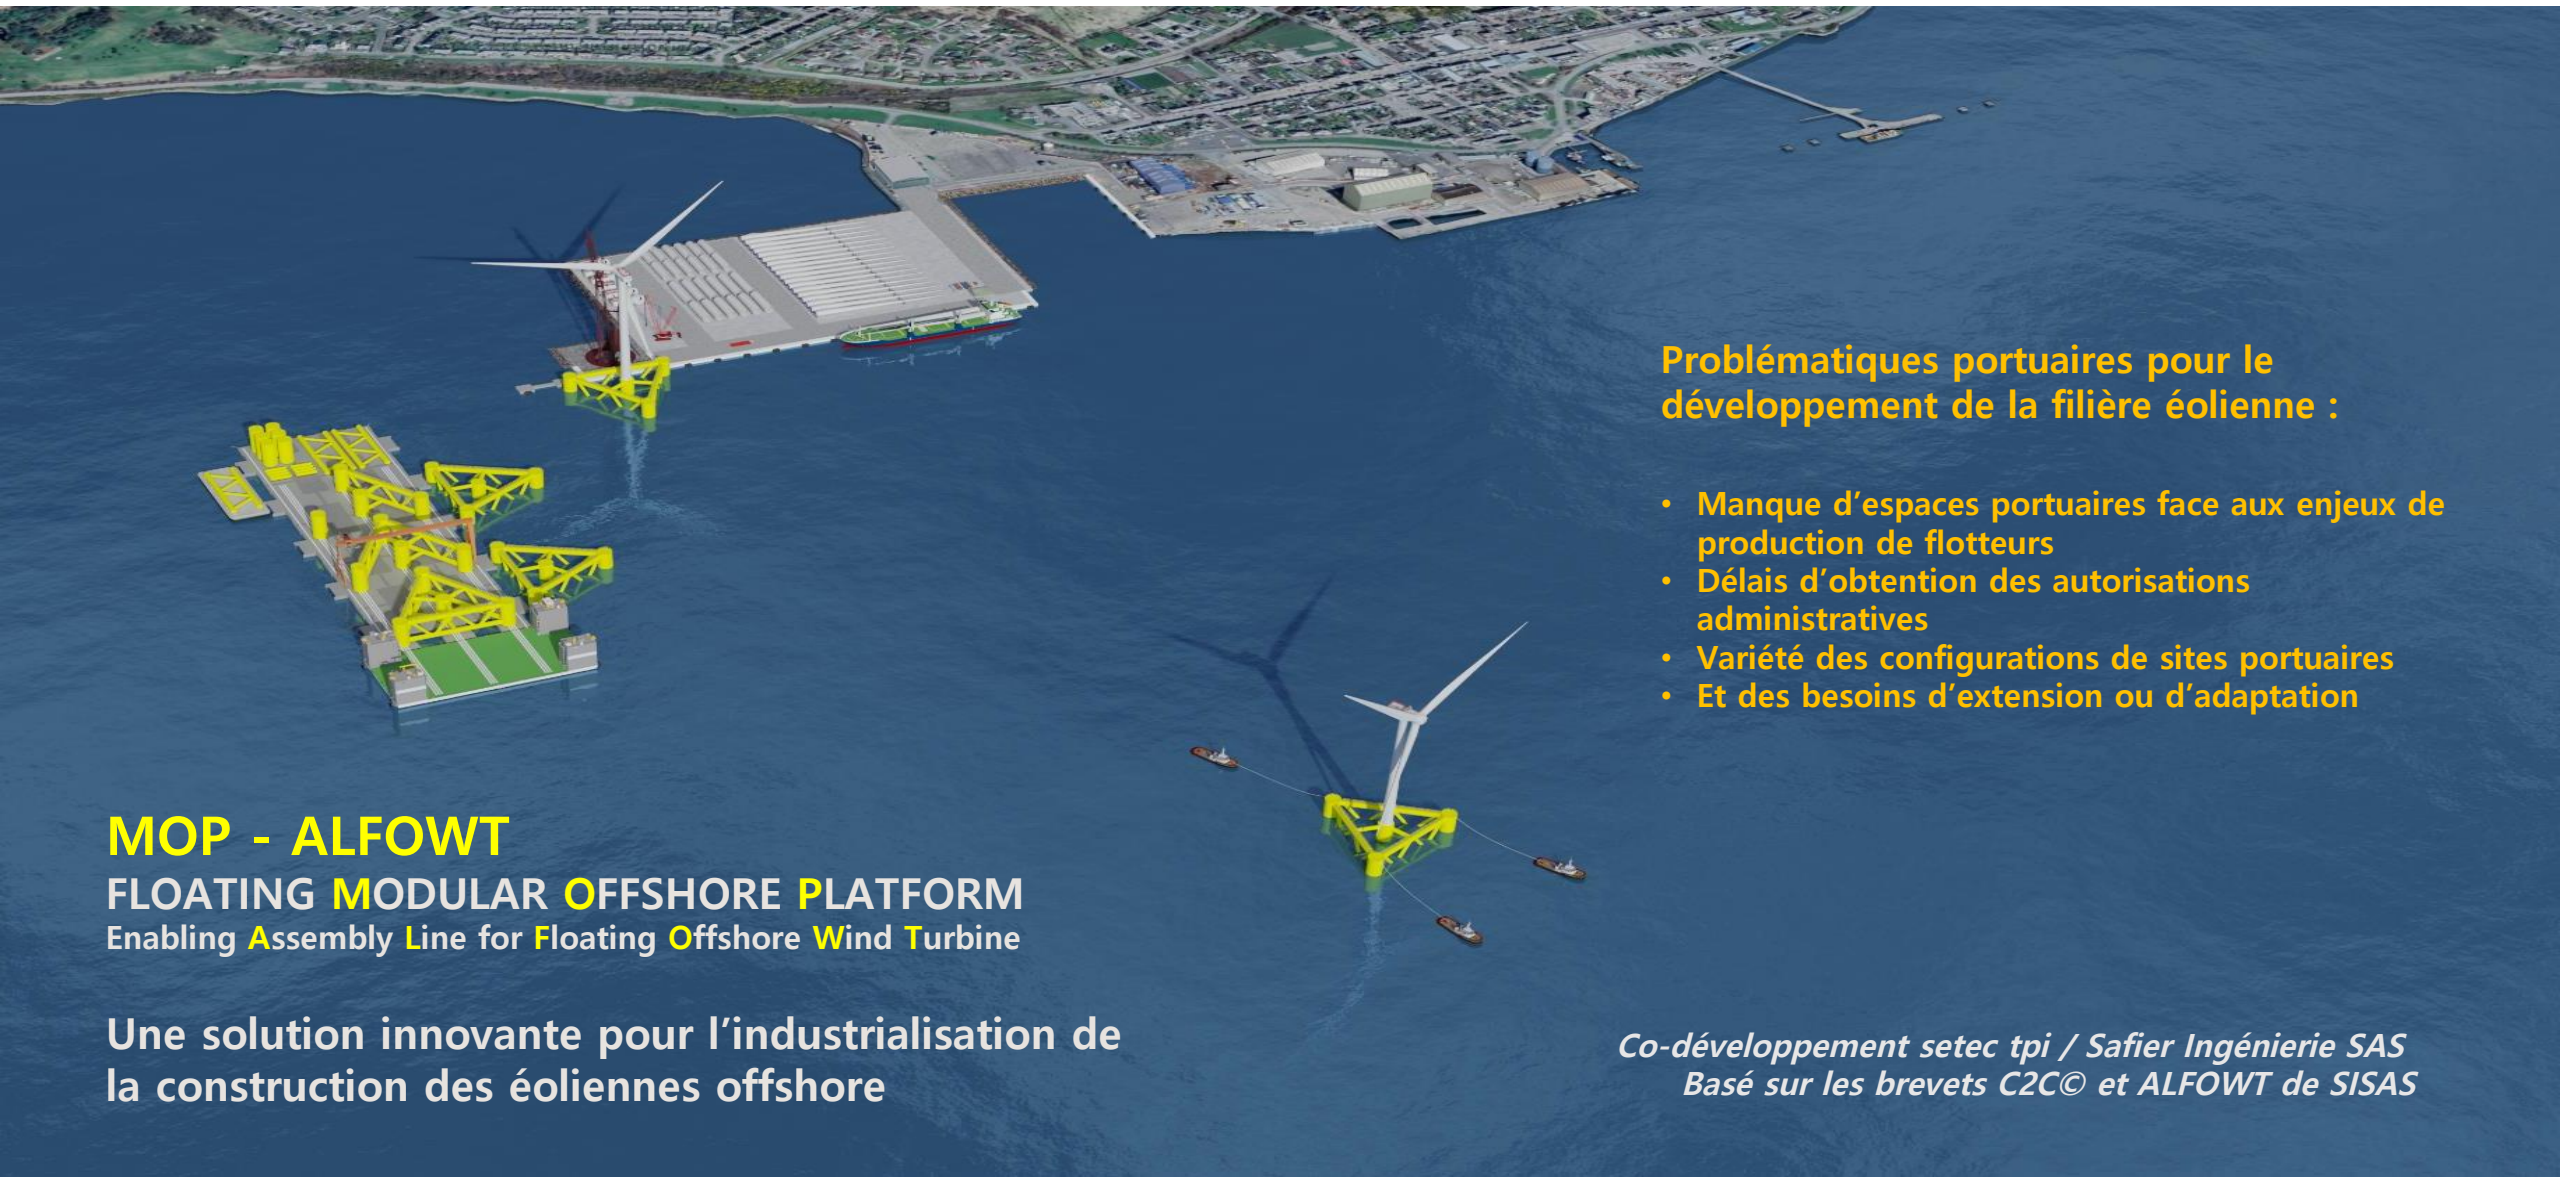 Problématiques portuaires pour le
développement de la filière éolienne :
• Manque d’espaces portuaires face aux enjeux de
production de flotteurs
• Délais d’obtention des autorisations
administratives
• Variété des configurations de sites portuaires
• Et des besoins d’extension ou d’adaptation
MOP - ALFOWT
FLOATING MODULAR OFFSHORE PLATFORM
Enabling Assembly Line for Floating Offshore Wind Turbine
Une solution innovante pour l’industrialisation de
la construction des éoliennes offshore
Co-développement setec tpi / Safier Ingénierie SAS
Basé sur les brevets C2C© et ALFOWT de SISAS